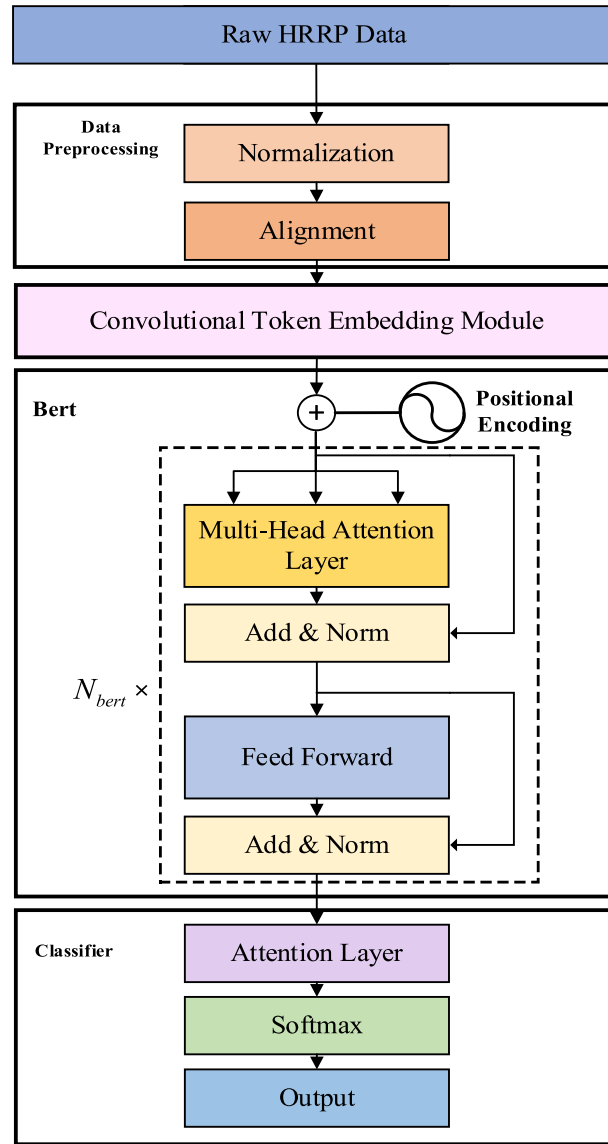 Raw HRRP Data
Data
Preprocessing
Normalization
Alignment
Convolutional Token Embedding Module
Bert
+
Positional
Encoding
Multi-Head Attention
Layer
Add & Norm
N_bert ×
Feed Forward
Add & Norm
Classifier
Attention Layer
Softmax
Output